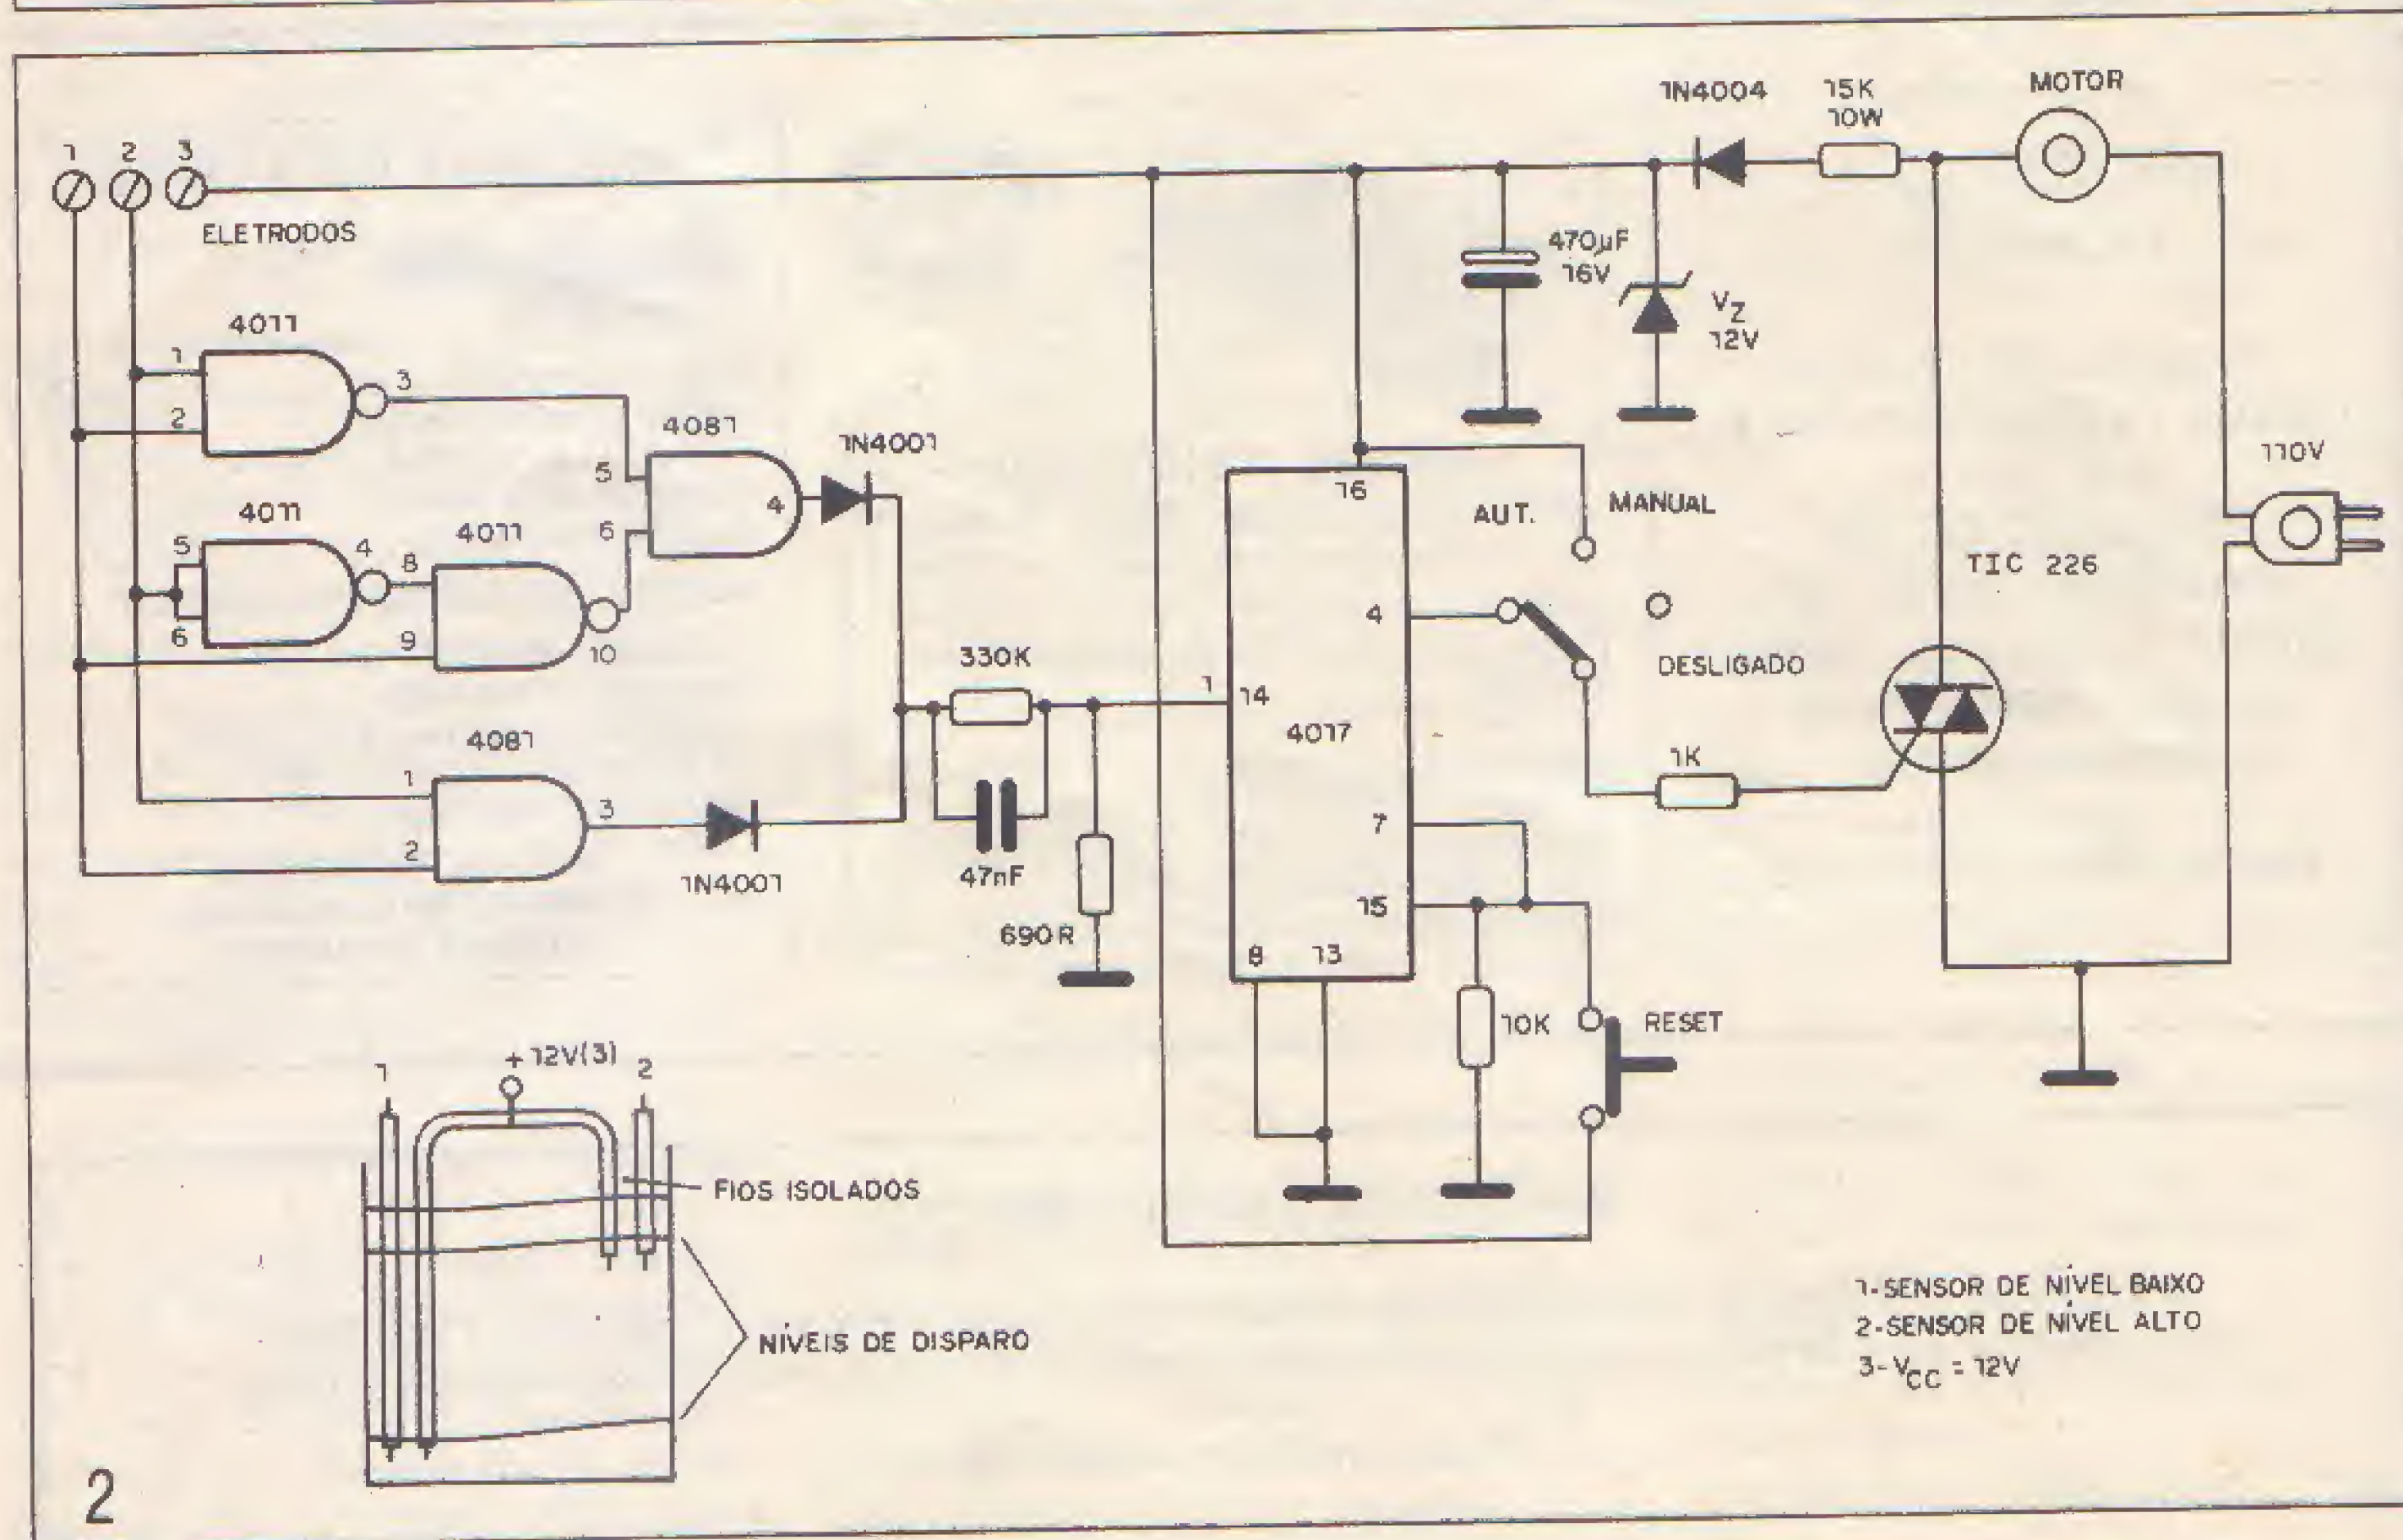 1 2 3
ELETRODOS
1N4004
15K
10W
MOTOR
470µF
16V
VZ
12V
110V
4011
1
2
3
4011
5
6
4
4011
8
9
10
4081
5
6
4
1N4001
4081
1
2
3
1N4001
330K
47nF
690R
1
14
4017
16
4
7
15
8 13
AUT.
MANUAL
DESLIGADO
TIC 226
1K
10K
RESET
1
+12V(3)
2
FIOS ISOLADOS
NÍVEIS DE DISPARO
1-SENSOR DE NÍVEL BAIXO
2-SENSOR DE NÍVEL ALTO
3-VCC = 12V
2